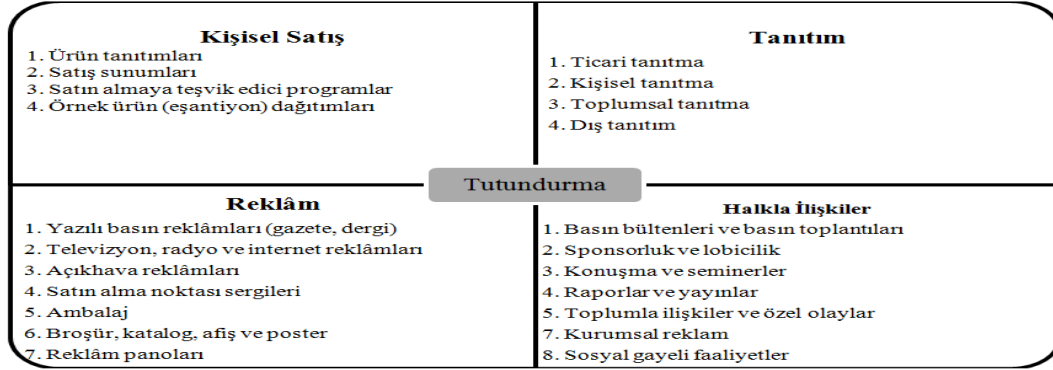 Kişisel Satış
1. Ürün tanıtımları
2. Satış sunumları
3. Satın almaya teşvik edici programlar
4. Örnek ürün (eşantiyon) dağıtımları
Tanıtım
1. Ticari tanıtma
2. Kişisel tanıtma
3. Toplumsal tanıtma
4. Dış tanıtım
Tutundurma
Reklâm
1. Yazılı basın reklâmları (gazete, dergi)
2. Televizyon, radyo ve internet reklâmları
3. Açıkhava reklâmları
4. Satın alma noktası sergileri
5. Ambalaj
6. Broşür, katalog, afiş ve poster
7. Reklâm panoları
Halkla İlişkiler
1. Basın bültenleri ve basın toplantıları
2. Sponsorluk ve lobicilik
3. Konuşma ve seminerler
4. Raporlar ve yayınlar
5. Toplumla ilişkiler ve özel olaylar
7. Kurumsal reklam
8. Sosyal gayeli faaliyetler